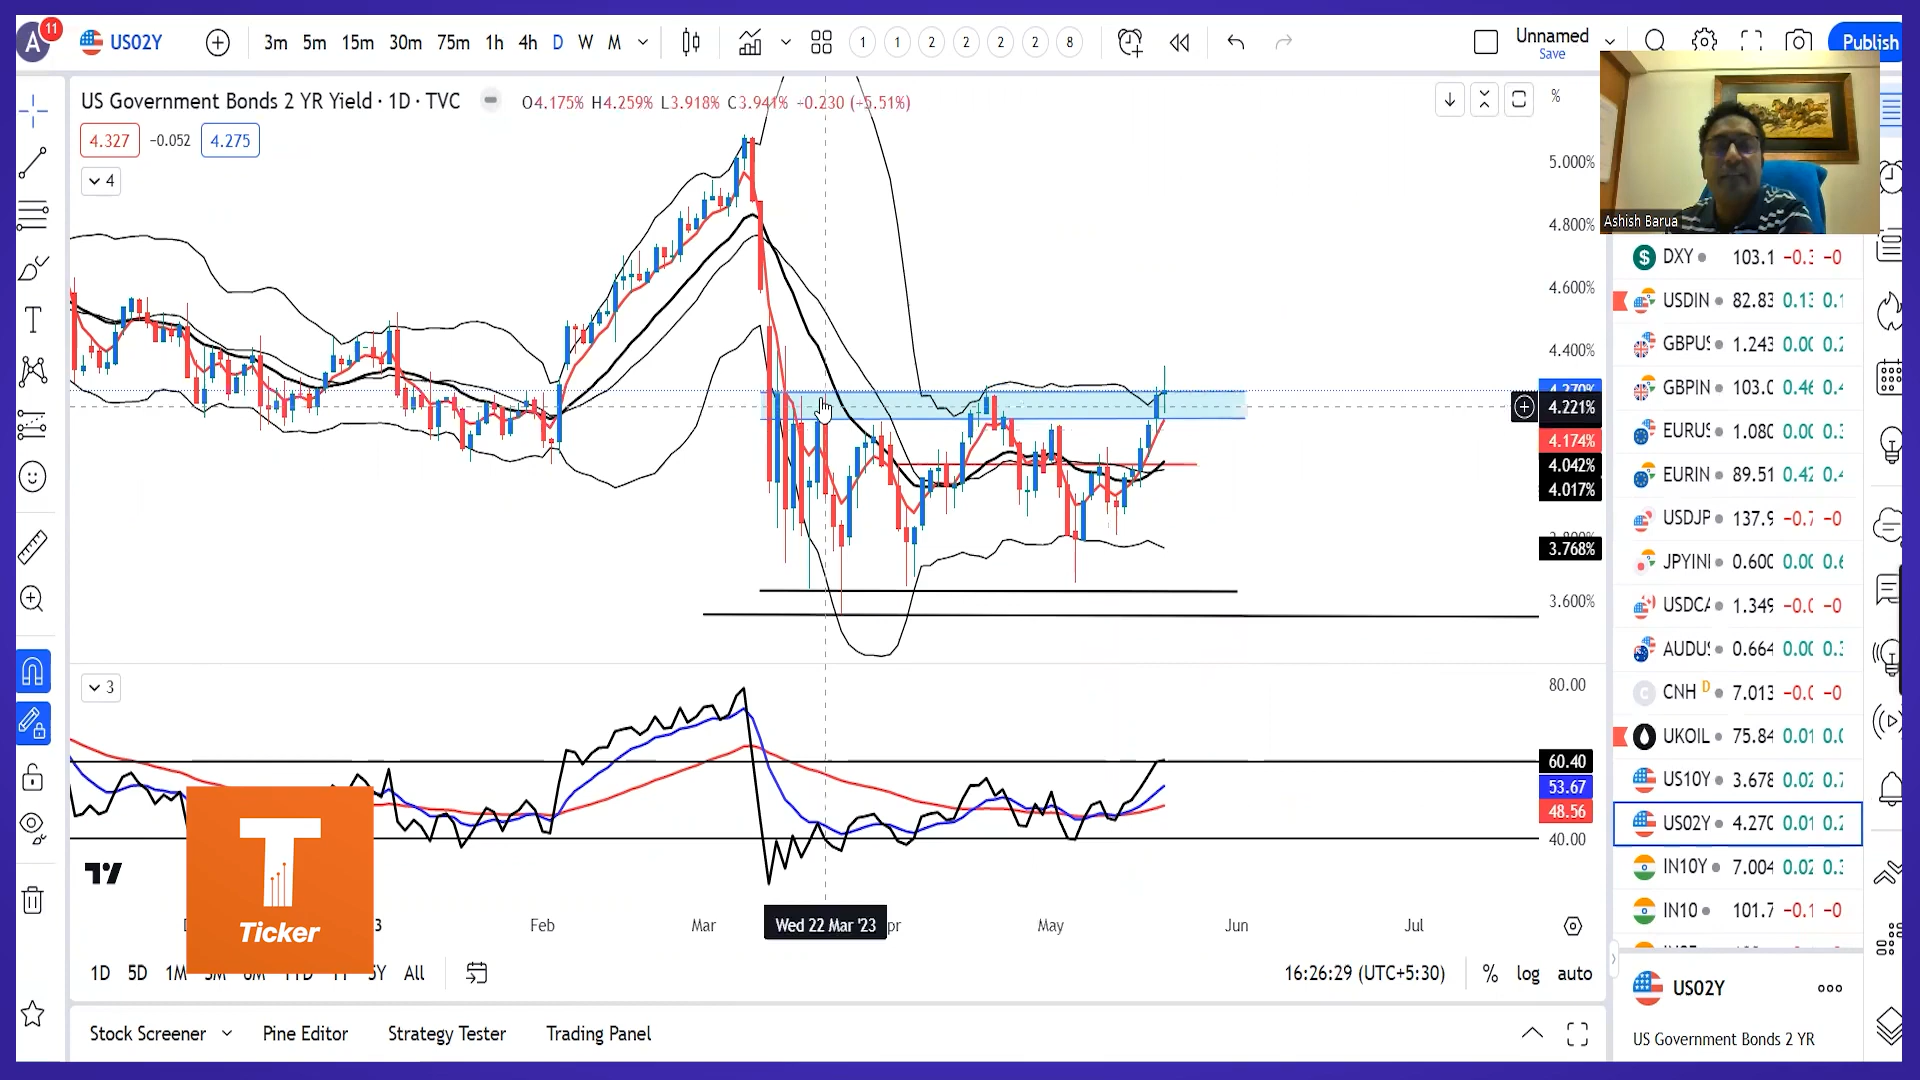 A 11 US02Y 3m 5m 15m 30m 75m 1h 4h D W M 1 1 2 2 2 2 8 Unnamed Save Publish
US Government Bonds 2 YR Yield · 1D · TVC O4.175% H4.259% L3.918% C3.941% −0.230 (−5.51%) %
4.327 −0.052 4.275
4
5.000%
4.800%
Ashish Barua
4.600%
4.400%
4.270%
4.221%
4.174%
4.042%
4.017%
3.768%
3.600%
DXY 103.1 −0.3 −0
USDIN 82.83 0.13 0.1
GBPUS 1.243 0.00 0.2
GBPIN 103.0 0.46 0.4
EURUS 1.080 0.00 0.3
EURIN 89.51 0.42 0.4
USDJP 137.9 −0.7 −0
JPYINI 0.600 0.00 0.6
USDCA 1.349 −0.0 −0
AUDUS 0.664 0.00 0.3
C CNH D 7.013 −0.0 −0
UKOIL 75.84 0.01 0.0
US10Y 3.678 0.02 0.7
US02Y 4.270 0.01 0.2
IN10Y 7.004 0.02 0.3
IN10 101.7 −0.1 −0
3
80.00
60.40
53.67
48.56
40.00
T
Ticker
Feb Mar Wed 22 Mar '23 pr May Jun Jul
1D 5D 1M 5Y All 16:26:29 (UTC+5:30) % log auto
US02Y
US Government Bonds 2 YR
Stock Screener Pine Editor Strategy Tester Trading Panel